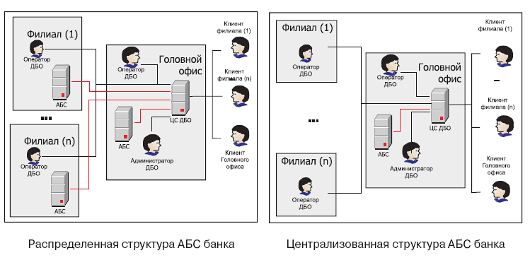 Филиал (1)
Оператор
ДБО
АБС
...
Филиал (n)
Оператор
ДБО
АБС
Оператор
ДБО
Головной
офис
АБС
ЦС ДБО
Администратор
ДБО
Клиент
филиала (1)
Клиент
филиала (n)
Клиент
Головного
офиса
Распределенная структура АБС банка
Филиал (1)
Оператор
ДБО
...
Филиал (n)
Оператор
ДБО
Оператор
ДБО
Головной
офис
АБС
ЦС ДБО
Администратор
ДБО
Клиент
филиала (1)
Клиент
филиала (n)
Клиент
Головного
офиса
Централизованная структура АБС банка